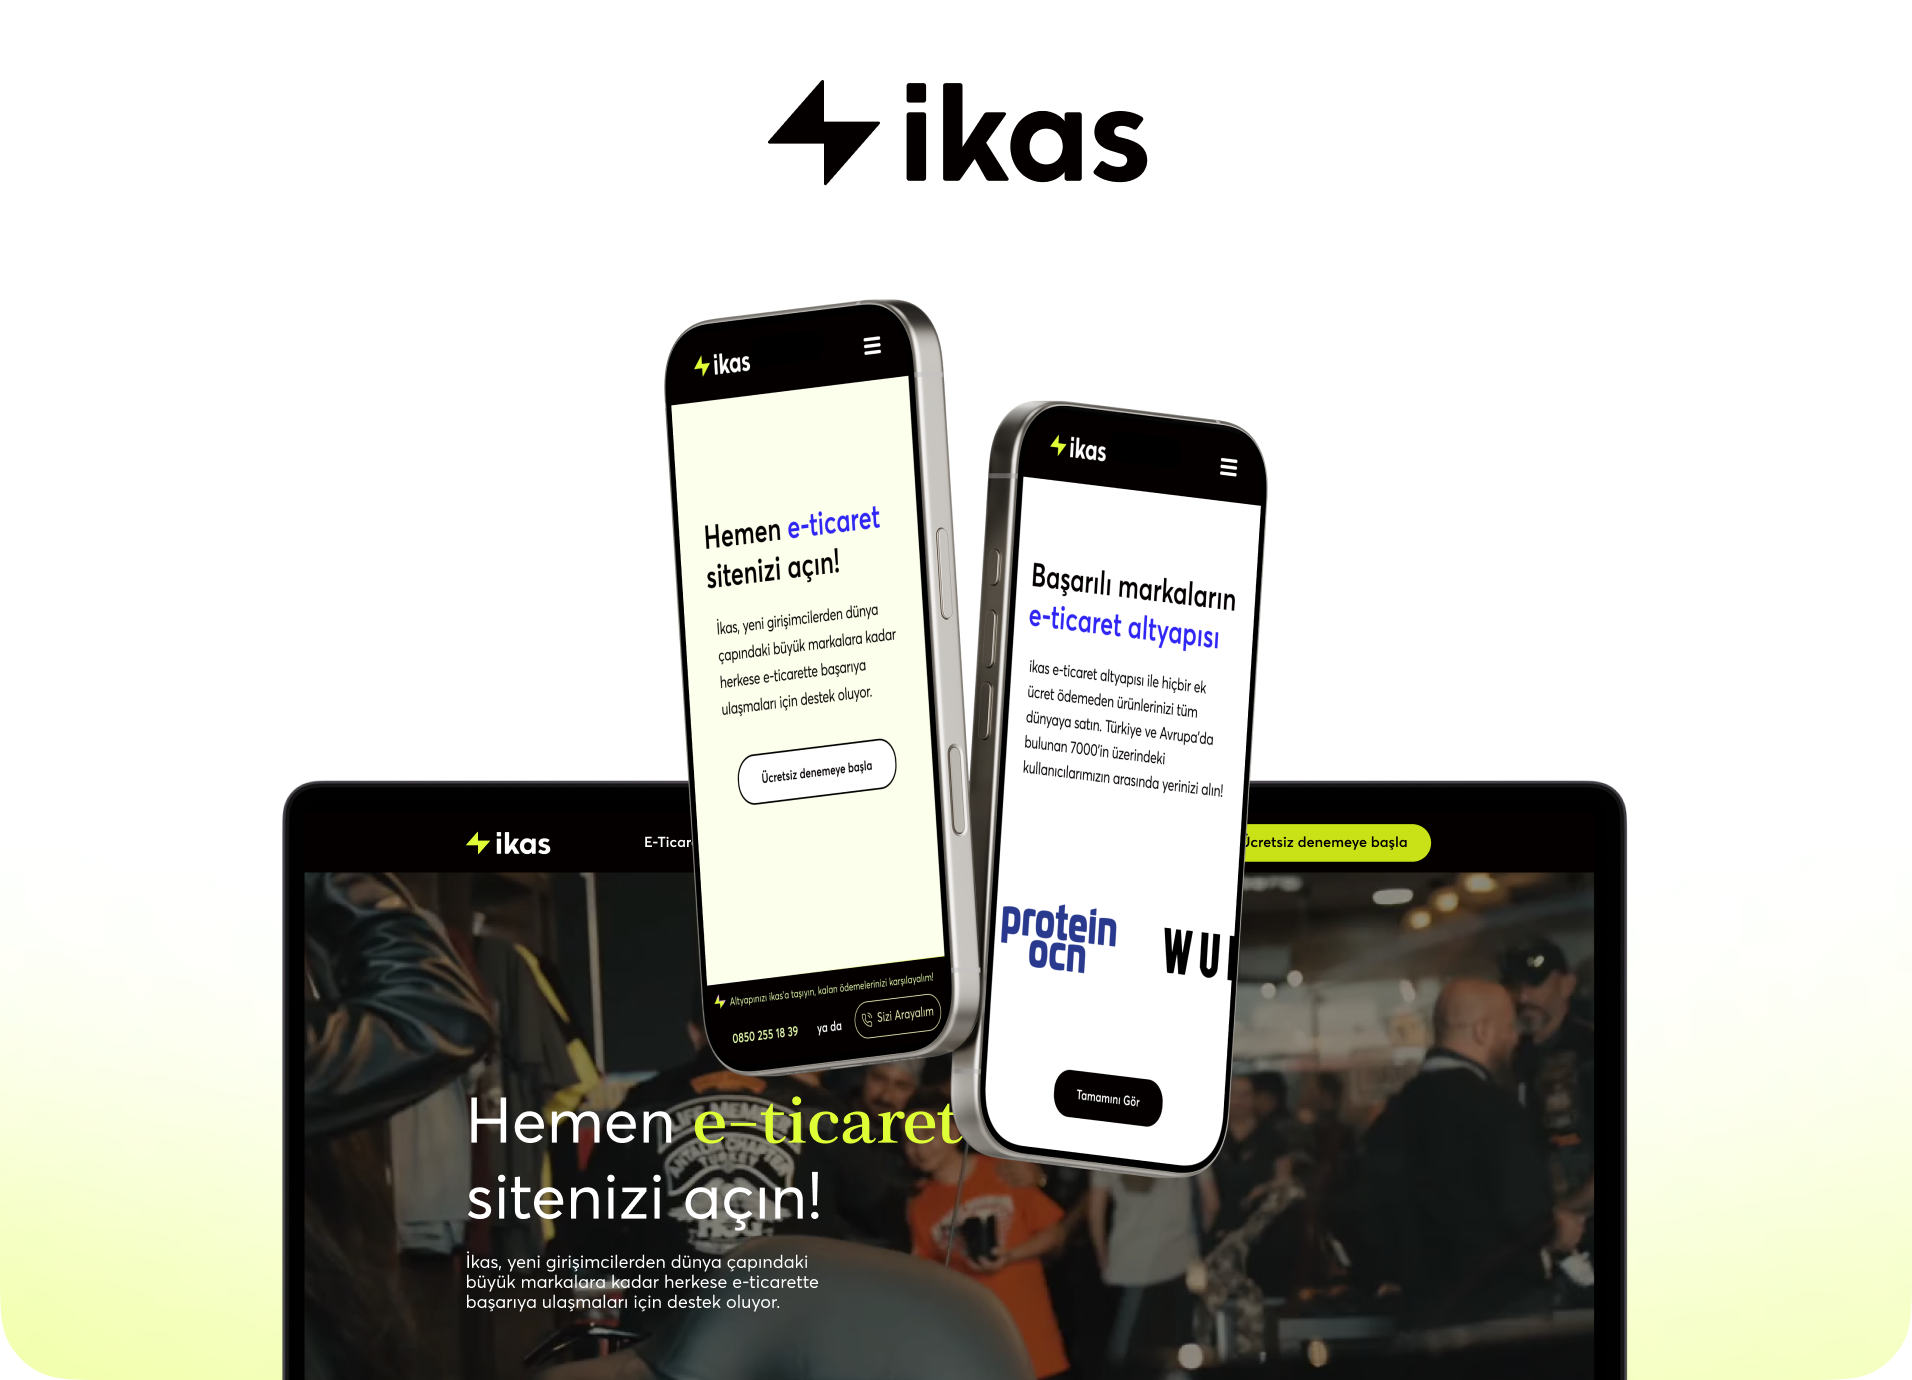 ikas
ikas
Hemen e-ticaret
sitenizi açın!
İkas, yeni girişimcilerden dünya
çapındaki büyük markalara kadar
herkese e-ticarette başarıya
ulaşmaları için destek oluyor.
Ücretsiz denemeye başla
Altyapınızı ikas'a taşıyın, kalan ödemelerinizi karşılayalım!
0850 255 18 39 ya da Sizi Arayalım
ikas
Başarılı markaların
e-ticaret altyapısı
ikas e-ticaret altyapısı ile hiçbir ek
ücret ödemeden ürünlerinizi tüm
dünyaya satın. Türkiye ve Avrupa'da
bulunan 7000'in üzerindeki
kullanıcılarımızın arasında yerinizi alın!
protein
ocn
Tamamını Gör
ikas
Ücretsiz denemeye başla
Hemen e-ticaret
sitenizi açın!
İkas, yeni girişimcilerden dünya çapındaki
büyük markalara kadar herkese e-ticarette
başarıya ulaşmaları için destek oluyor.